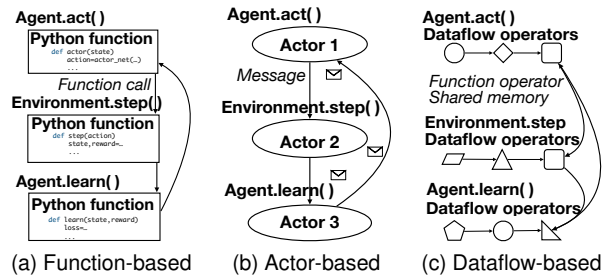 Agent.act()
Python function
def actor(state)
action=actor_net(…)
...
Function call
Environment.step()
Python function
def step(action)
state,reward=…
...
Agent.learn()
Python function
def learn(state,reward)
loss=…
...
(a) Function-based
Agent.act()
Actor 1
Message
Environment.step()
Actor 2
Agent.learn()
Actor 3
(b) Actor-based
Agent.act()
Dataflow operators
Function operator
Shared memory
Environment.step
Dataflow operators
Agent.learn()
Dataflow operators
(c) Dataflow-based